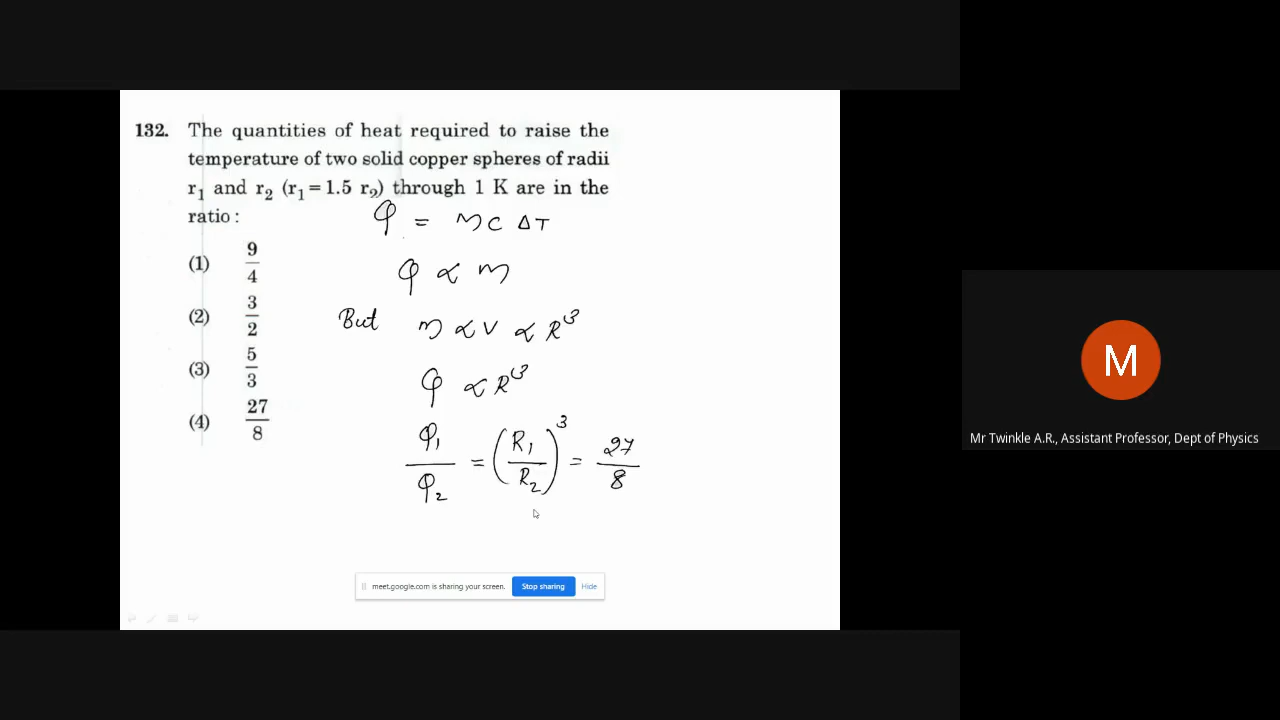 132. The quantities of heat required to raise the
temperature of two solid copper spheres of radii
r₁ and r₂ (r₁ = 1.5 r₂) through 1 K are in the
ratio :
(1) 9/4
(2) 3/2
(3) 5/3
(4) 27/8
Q = mc ΔT
Q ∝ m
But m ∝ V ∝ R³
Q ∝ R³
Q₁/Q₂ = (R₁/R₂)³ = 27/8
meet.google.com is sharing your screen. Stop sharing Hide
M
Mr Twinkle A.R., Assistant Professor, Dept of Physics